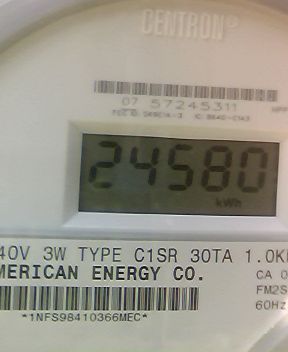 CENTRON®
07 57245311
24580
kWh
40V 3W TYPE C1SR 30TA 1.0K
MERICAN ENERGY CO.
CA 0
FM2S
60Hz
*1NFS98410366MEC*